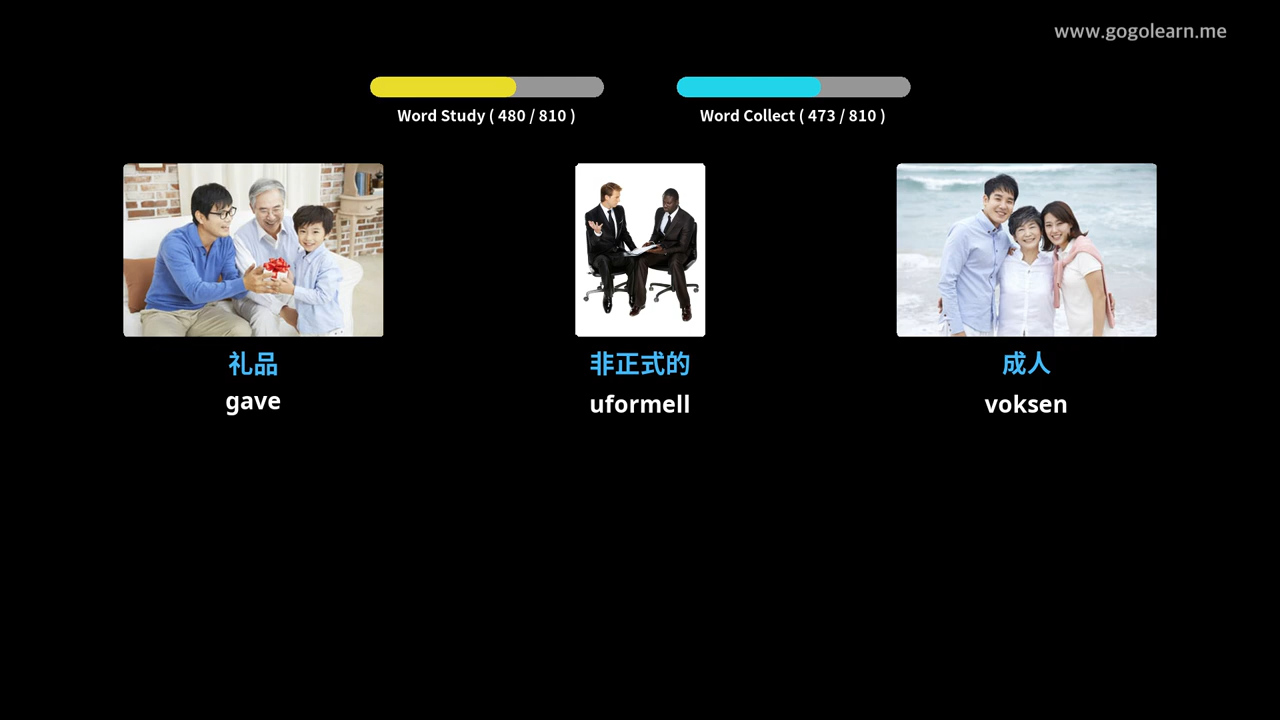 www.gogolearn.me
Word Study ( 480 / 810 )
Word Collect ( 473 / 810 )
礼品
非正式的
成人
gave
uformell
voksen